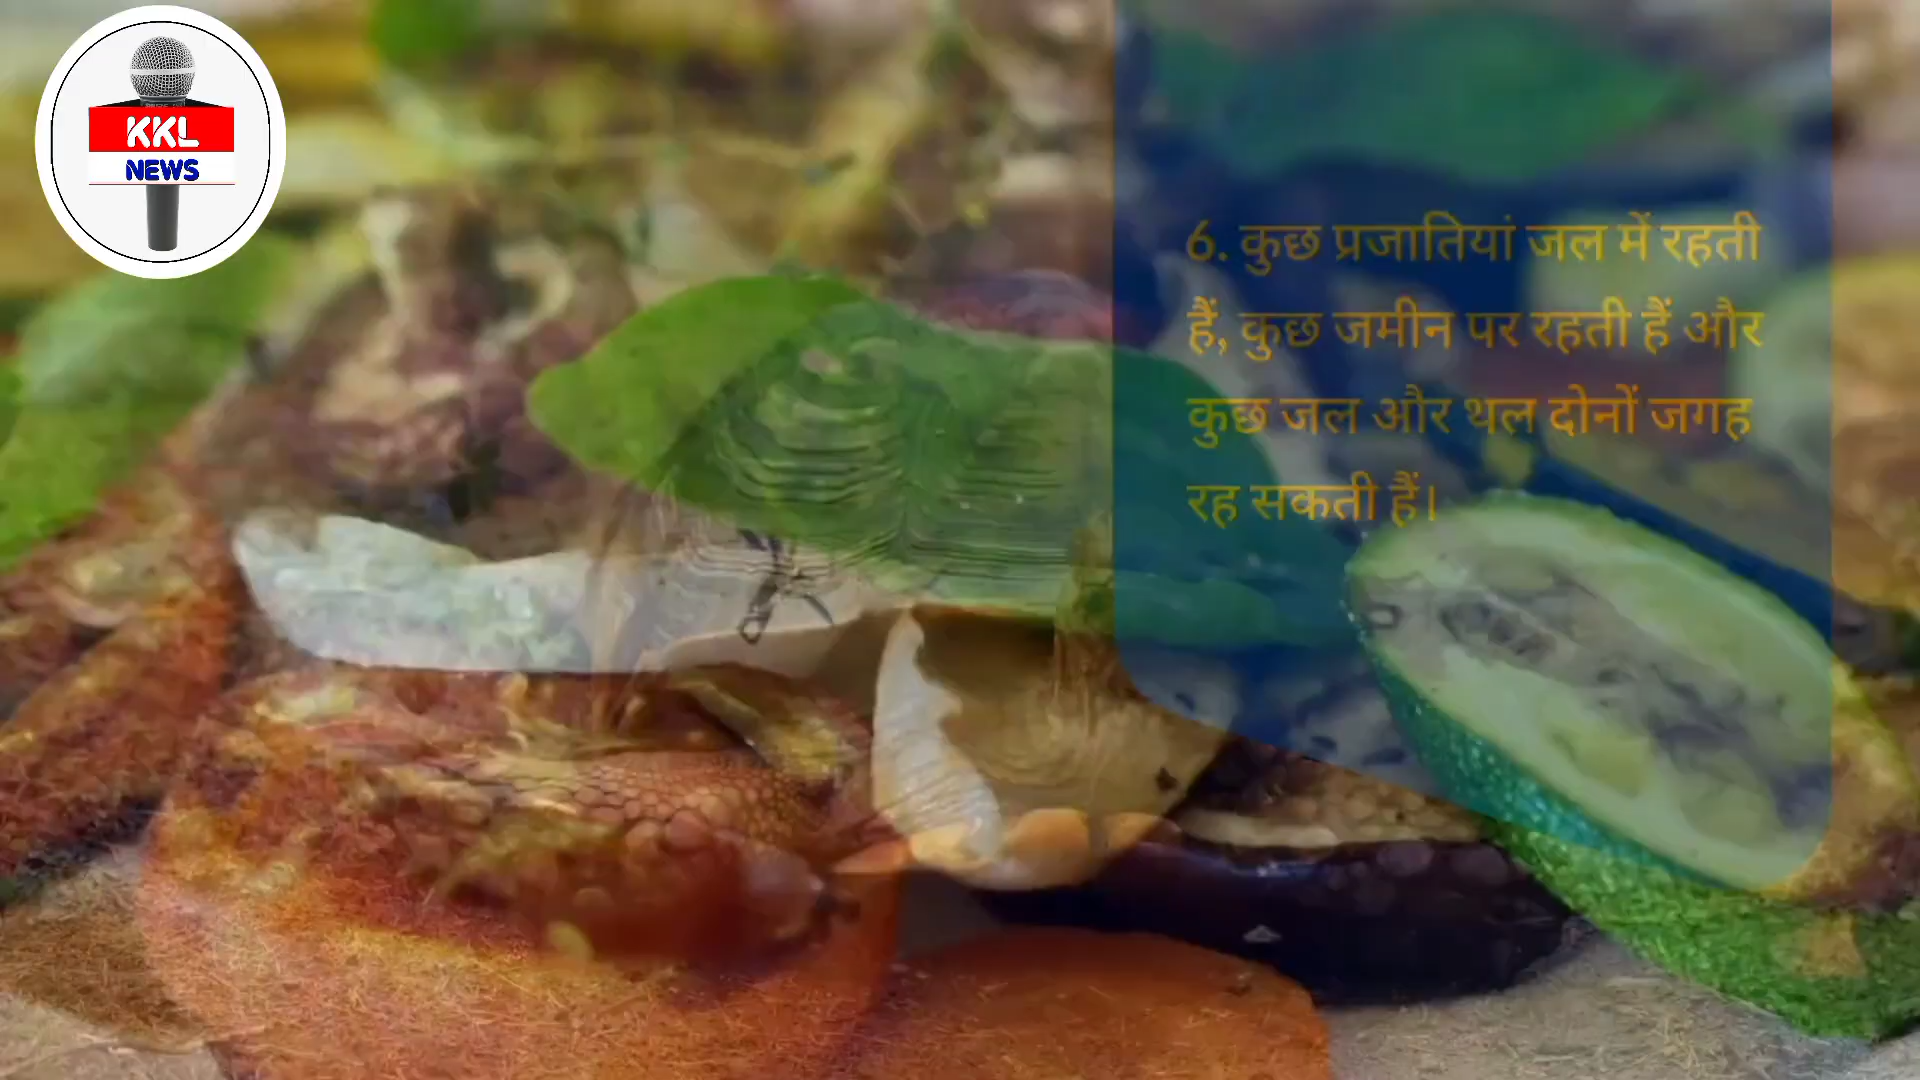 KKL
NEWS
6. कुछ प्रजातियां जल में रहती
हैं, कुछ जमीन पर रहती हैं और
कुछ जल और थल दोनों जगह
रह सकती हैं।